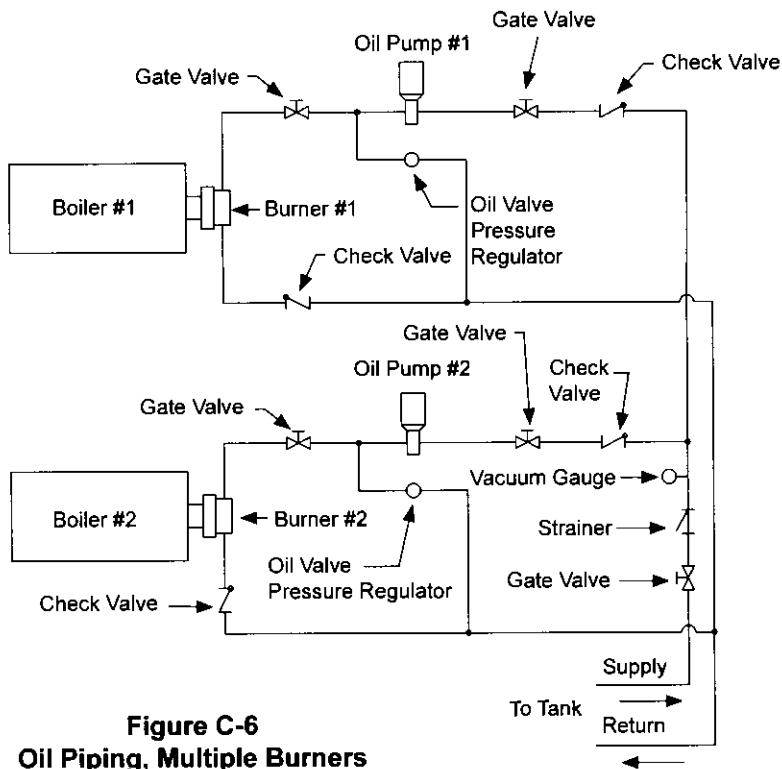 Oil Pump #1
Gate Valve
Gate Valve
Check Valve
Boiler #1
Burner #1
Oil Valve
Pressure
Regulator
Check Valve
Gate Valve
Oil Pump #2
Check
Valve
Gate Valve
Vacuum Gauge
Boiler #2
Burner #2
Strainer
Oil Valve
Pressure Regulator
Gate Valve
Check Valve
Supply
To Tank
Return
Figure C-6
Oil Piping, Multiple Burners